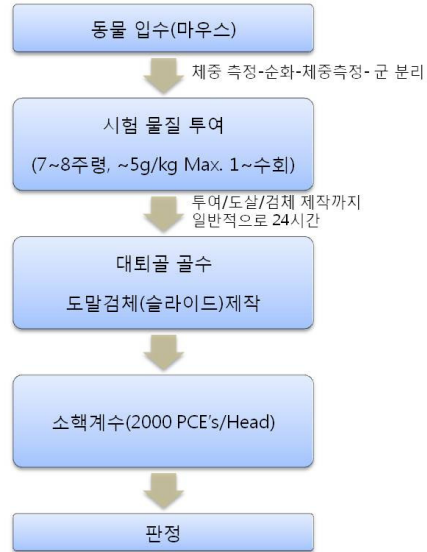 동물 입수(마우스)
체중 측정-순화-체중측정- 군 분리
시험 물질 투여
(7~8주령, ~5g/kg Max. 1~수회)
투여/도살/검체 제작까지
일반적으로 24시간
대퇴골 골수
도말검체(슬라이드)제작
소핵계수(2000 PCE's/Head)
판정